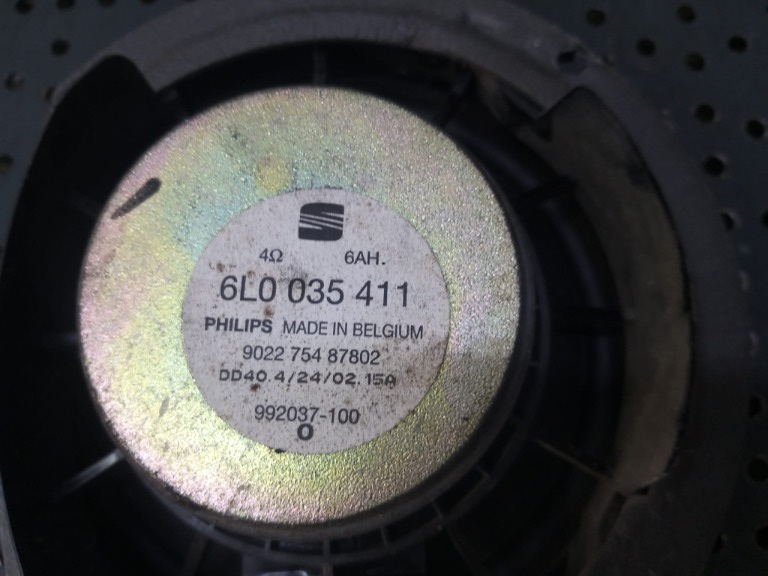 4Ω 6AH.
6L0 035 411
PHILIPS MADE IN BELGIUM
9022 754 87802
DD40.4/24/02.15A
992037-100
O